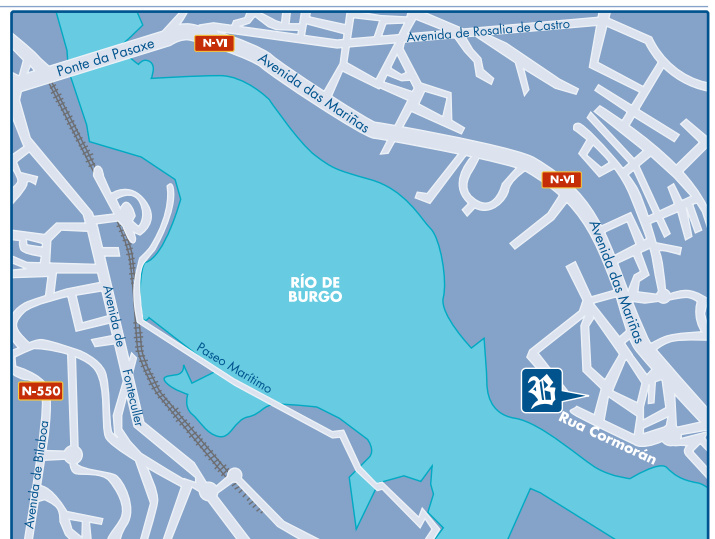 Avenida de Rosalia de Castro
N-VI
Ponte da Pasaxe
Avenida das Mariñas
N-VI
Avenida das Mariñas
RÍO DE
BURGO
Avenida de
Fonteculler
Paseo Marítimo
N-550
B
Rua Cormorán
Avenida de Bilaboa